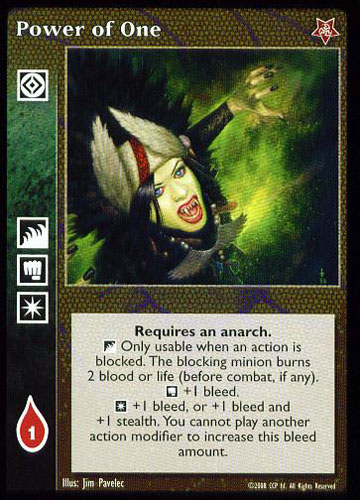 Power of One
1
Requires an anarch.
Only usable when an action is
blocked. The blocking minion burns
2 blood or life (before combat, if any).
+1 bleed.
+1 bleed, or +1 bleed and
+1 stealth. You cannot play another
action modifier to increase this bleed
amount.
Illus: Jim Pavelec
©2008 CCP hf. All Rights Reserved